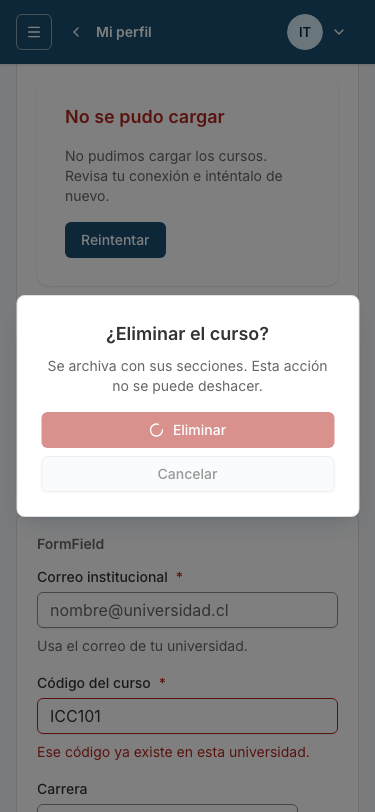 Mi perfil
IT
No se pudo cargar
No pudimos cargar los cursos.
Revisa tu conexión e inténtalo de
nuevo.
Reintentar
¿Eliminar el curso?
Se archiva con sus secciones. Esta acción
no se puede deshacer.
Eliminar
Cancelar
FormField
Correo institucional *
nombre@universidad.cl
Usa el correo de tu universidad.
Código del curso *
ICC101
Ese código ya existe en esta universidad.
Carrera